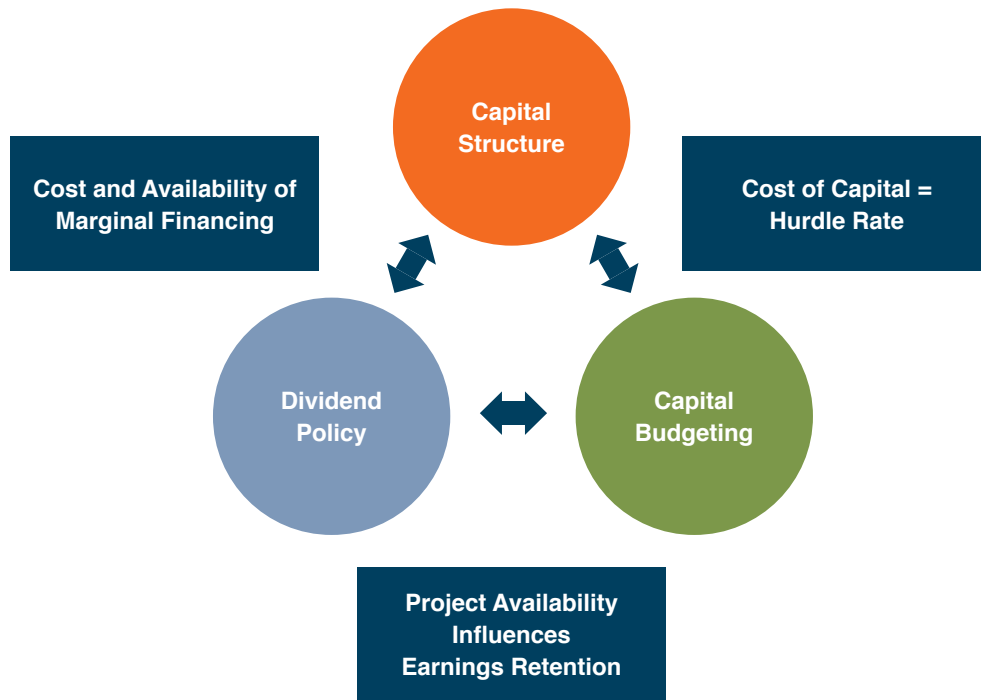 Capital
Structure
Cost and Availability of
Marginal Financing
Cost of Capital =
Hurdle Rate
Dividend
Policy
Capital
Budgeting
Project Availability
Influences
Earnings Retention